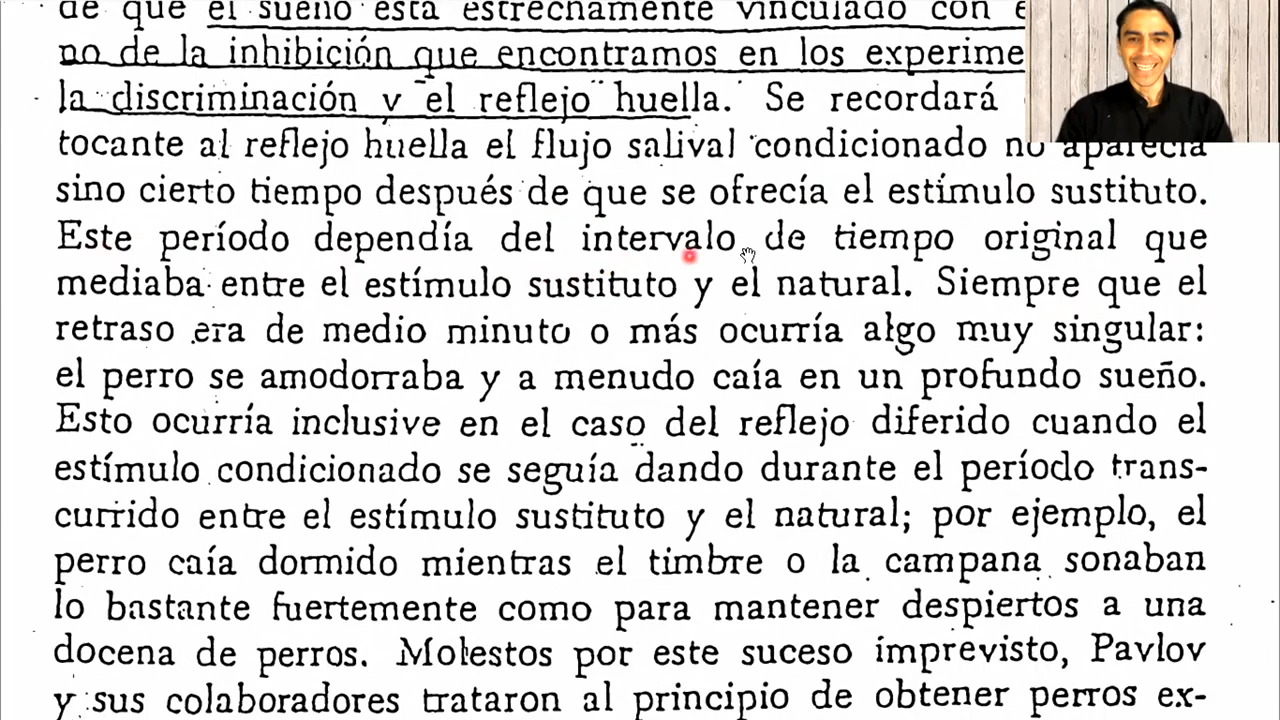 de que el sueño está estrechamente vinculado con
no de la inhibición que encontramos en los experime
la discriminación y el reflejo huella. Se recordará
tocante al reflejo huella el flujo salival condicionado no aparecía
sino cierto tiempo después de que se ofrecía el estímulo sustituto.
Este período dependía del intervalo de tiempo original que
mediaba entre el estímulo sustituto y el natural. Siempre que el
retraso era de medio minuto o más ocurría algo muy singular:
el perro se amodorraba y a menudo caía en un profundo sueño.
Esto ocurría inclusive en el caso del reflejo diferido cuando el
estímulo condicionado se seguía dando durante el período trans-
currido entre el estímulo sustituto y el natural; por ejemplo, el
perro caía dormido mientras el timbre o la campana sonaban
lo bastante fuertemente como para mantener despiertos a una
docena de perros. Molestos por este suceso imprevisto, Pavlov
y sus colaboradores trataron al principio de obtener perros ex-